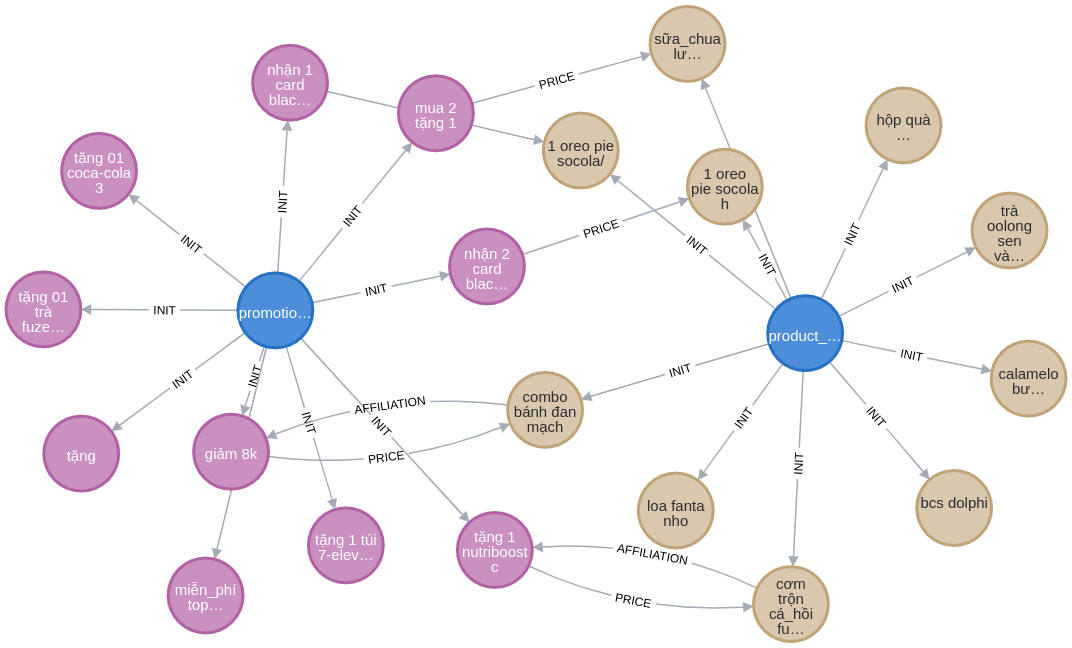 sữa_chua
lư…
nhận 1
card
blac…
PRICE
mua 2
tặng 1
hộp quà
…
1 oreo pie
socola/
tặng 01
coca-cola
3
1 oreo
pie socola
h
INIT
INIT
trà
oolong
sen
và…
PRICE
INIT
INIT
INIT
nhận 2
card
blac…
INIT
INIT
INIT
tặng 01
trà
fuze…
INIT
promotio…
product_…
INIT
INIT
INIT
INIT
calamelo
bư…
combo
bánh đan
mạch
AFFILIATION
INIT
INIT
INIT
INIT
tặng
giảm 8k
PRICE
INIT
loa fanta
nho
bcs dolphi
tặng 1 túi
7-elev…
tặng 1
nutriboost
c
AFFILIATION
miễn_phí
top…
PRICE
cơm
trộn
cá_hồi
fu…